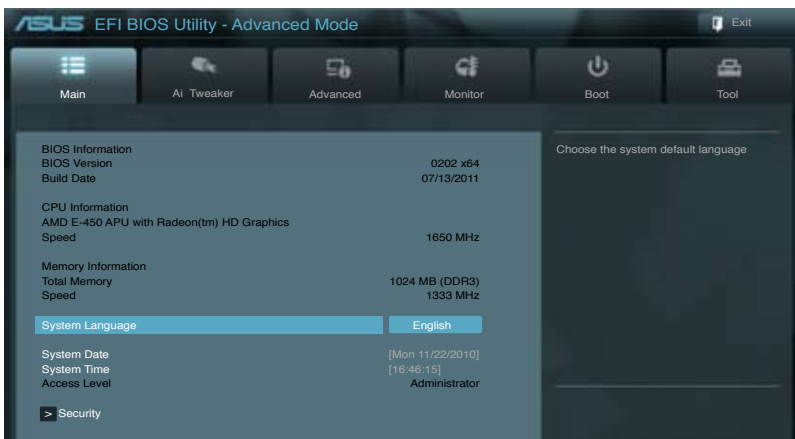 ASUS EFI BIOS Utility - Advanced Mode Exit
Main Ai Tweaker Advanced Monitor Boot Tool
BIOS Information
BIOS Version 0202 x64
Build Date 07/13/2011
CPU Information
AMD E-450 APU with Radeon(tm) HD Graphics
Speed 1650 MHz
Memory Information
Total Memory 1024 MB (DDR3)
Speed 1333 MHz
System Language English
System Date [Mon 11/22/2010]
System Time [16:46:15]
Access Level Administrator
> Security
Choose the system default language